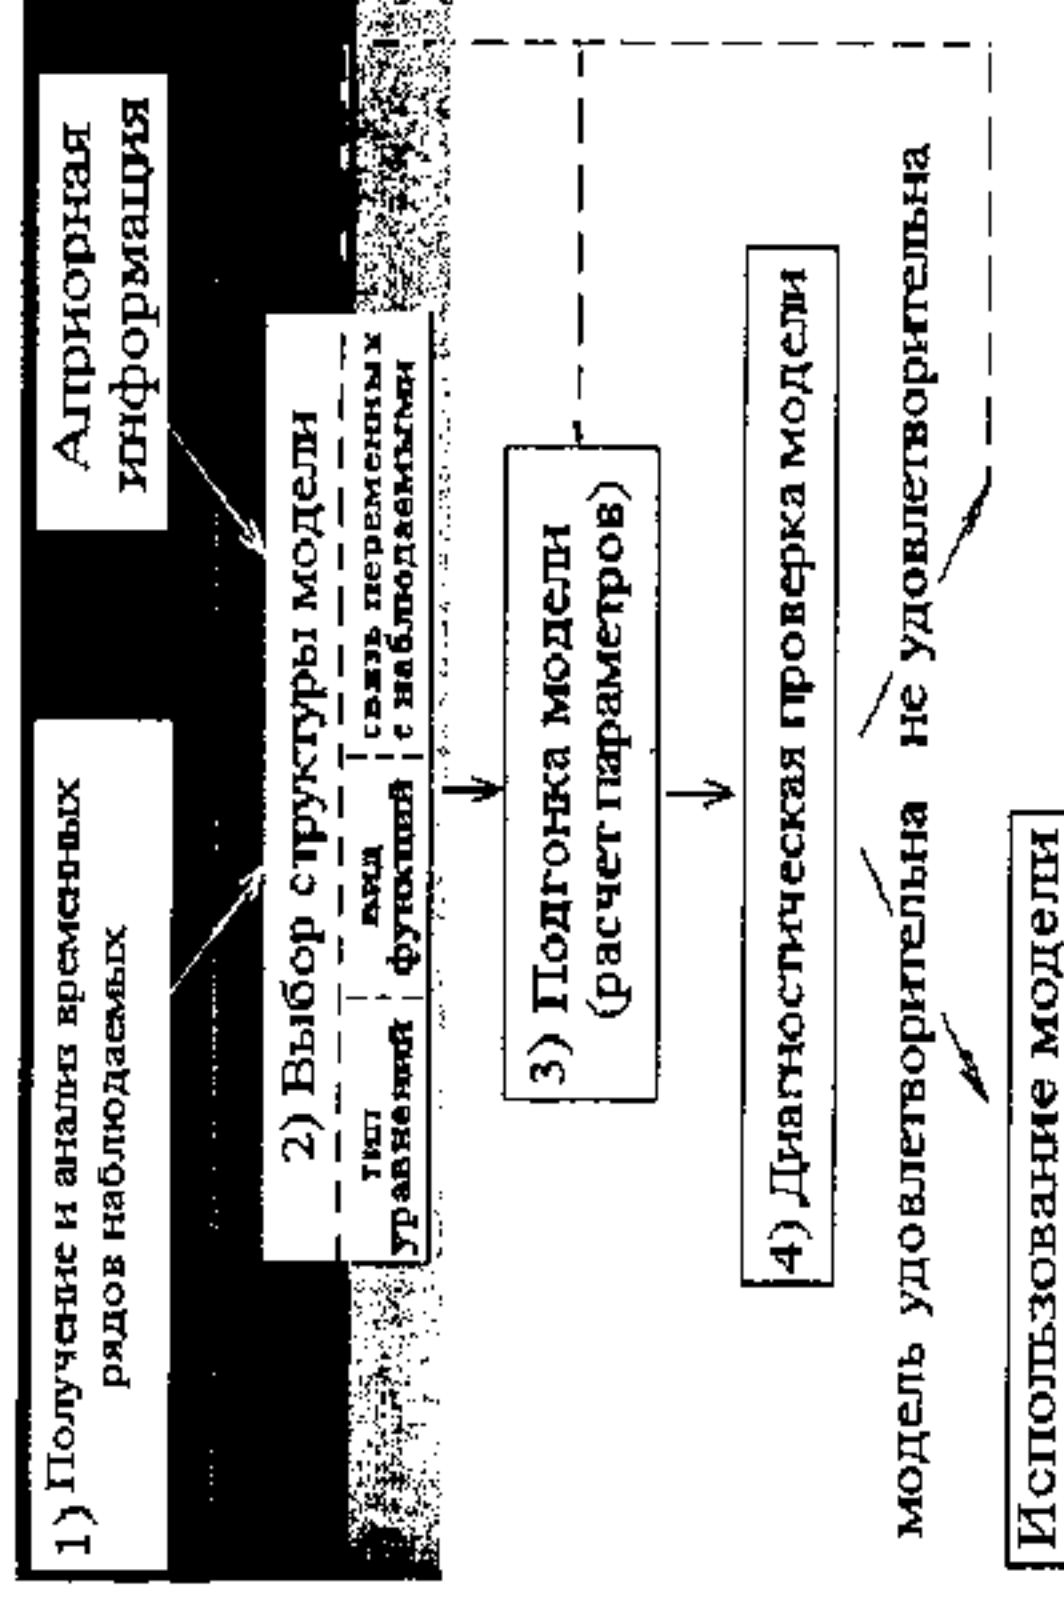 1) Получение и анализ временных
рядов наблюдаемых
Априорная
информация
2) Выбор структуры модели
тип
уравнений
вид
функций
связь переменных
с наблюдаемыми
3) Подгонка модели
(расчет параметров)
4) Диагностическая проверка модели
модель удовлетворительна
не удовлетворительна
Использование модели